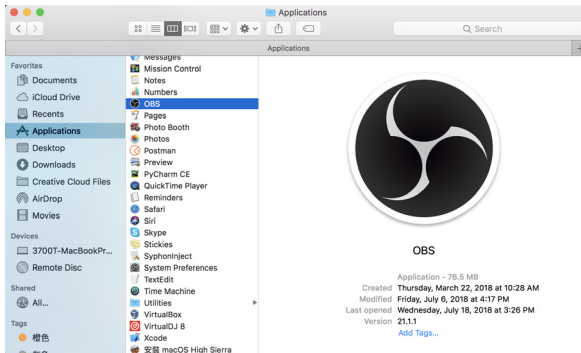 Applications
Search
Applications
Favorites
Documents
iCloud Drive
Recents
Applications
Desktop
Downloads
Creative Cloud Files
AirDrop
Movies
Devices
3700T-MacBookPr...
Remote Disc
Shared
All...
Tags
橙色
Messages
Mission Control
Notes
Numbers
OBS
Pages
Photo Booth
Photos
Postman
Preview
PyCharm CE
QuickTime Player
Reminders
Safari
Siri
Skype
Stickies
SyphonInject
System Preferences
TextEdit
Time Machine
Utilities
VirtualBox
VirtualDJ 8
Xcode
安裝 macOS High Sierra
OBS
Application - 76.5 MB
Created Thursday, March 22, 2018 at 10:28 AM
Modified Friday, July 6, 2018 at 4:17 PM
Last opened Wednesday, July 18, 2018 at 3:26 PM
Version 21.1.1
Add Tags...